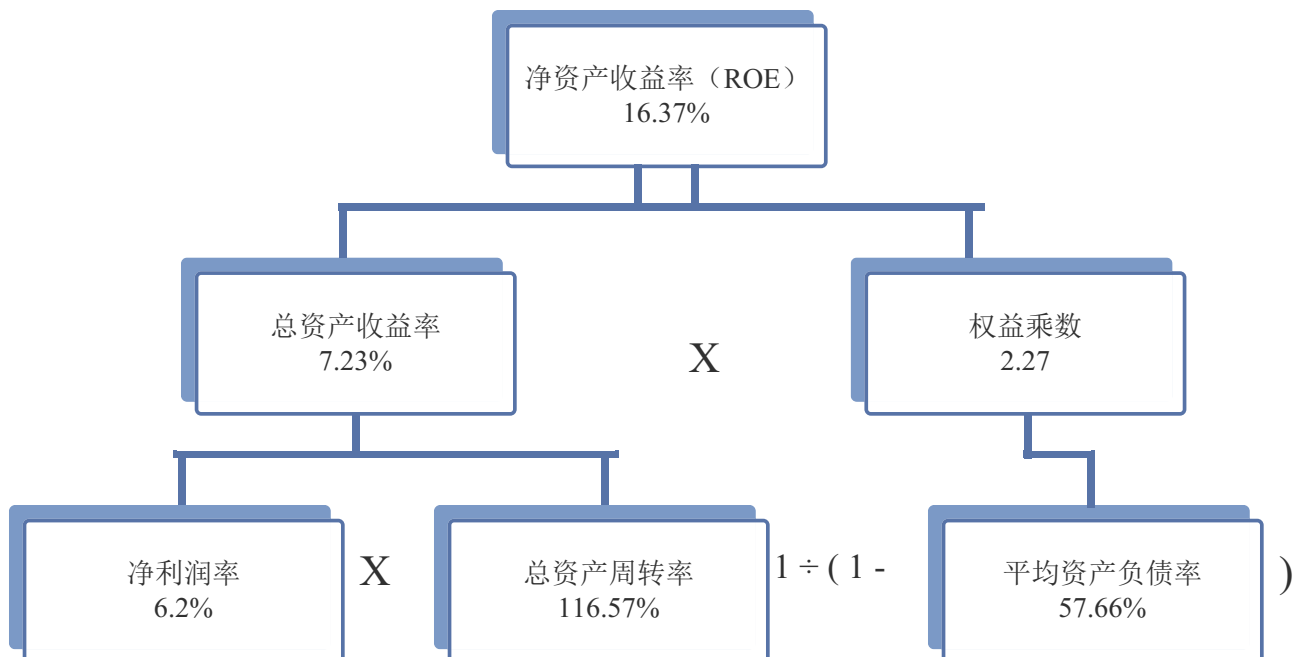 净资产收益率（ROE）
16.37%
总资产收益率
7.23%
X
权益乘数
2.27
净利润率
6.2%
X
总资产周转率
116.57%
1 ÷ ( 1 -
平均资产负债率
57.66%
)